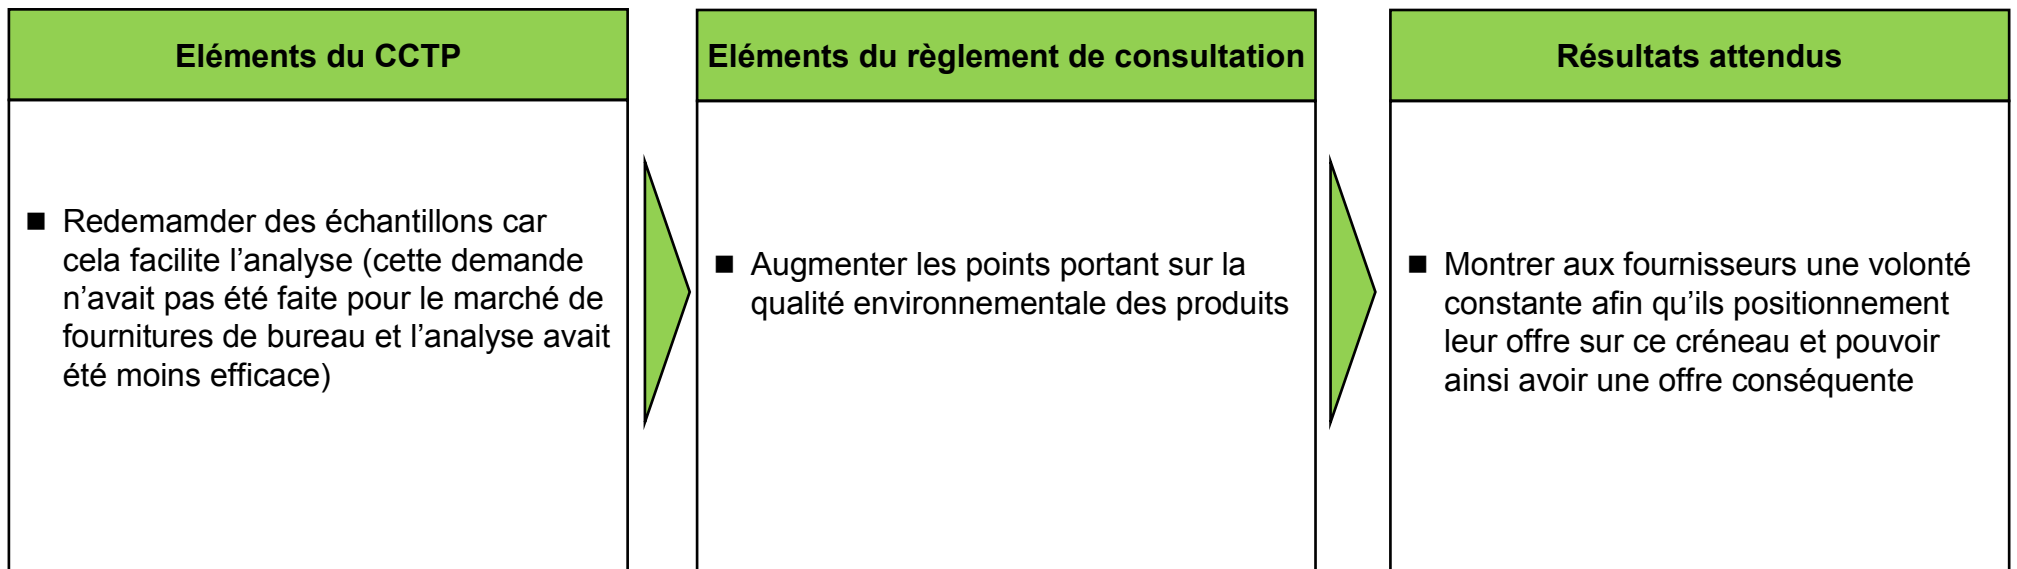 Eléments du CCTP
Redemamder des échantillons car
cela facilite l’analyse (cette demande
n’avait pas été faite pour le marché de
fournitures de bureau et l’analyse avait
été moins efficace)
Eléments du règlement de consultation
Augmenter les points portant sur la
qualité environnementale des produits
Résultats attendus
Montrer aux fournisseurs une volonté
constante afin qu’ils positionnement
leur offre sur ce créneau et pouvoir
ainsi avoir une offre conséquente